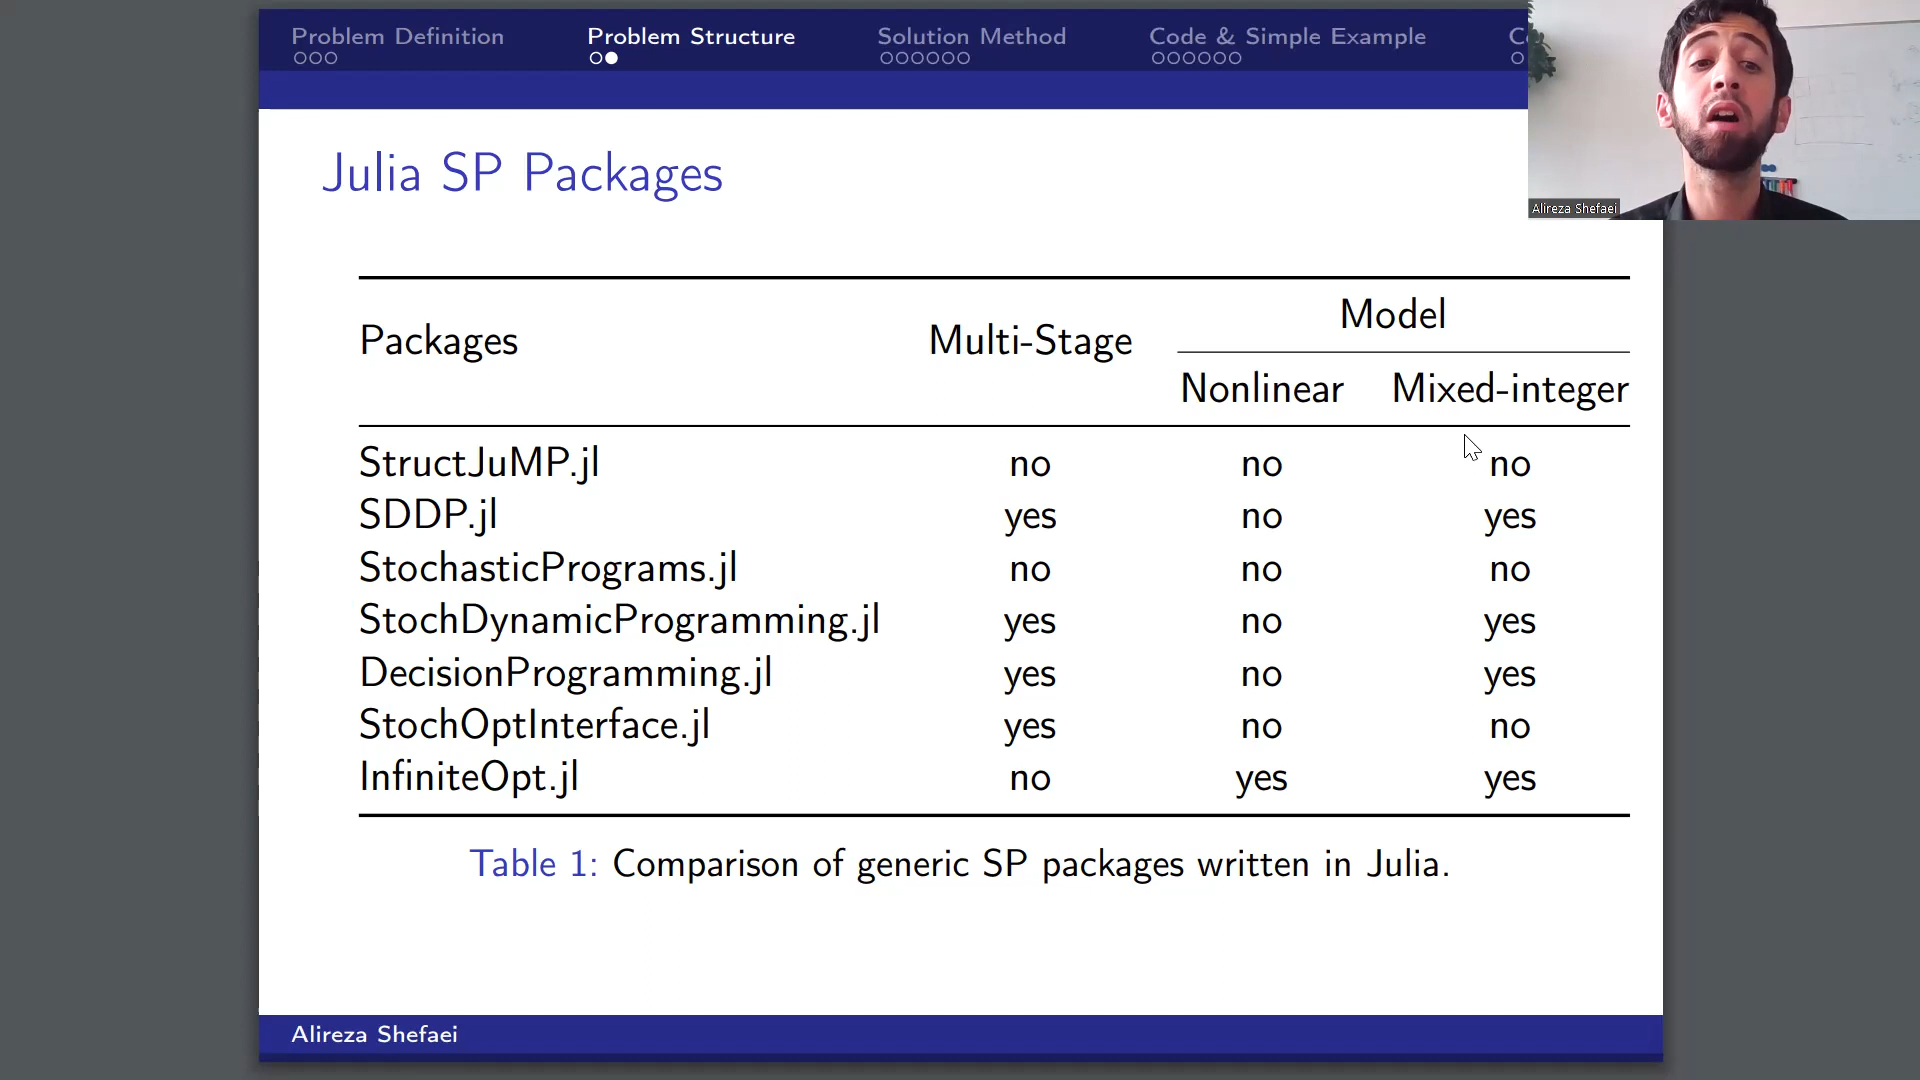 Problem Definition Problem Structure Solution Method Code & Simple Example
Julia SP Packages
Alireza Shefaei
Packages Multi-Stage Model
Nonlinear Mixed-integer
StructJuMP.jl no no no
SDDP.jl yes no yes
StochasticPrograms.jl no no no
StochDynamicProgramming.jl yes no yes
DecisionProgramming.jl yes no yes
StochOptInterface.jl yes no no
InfiniteOpt.jl no yes yes
Table 1: Comparison of generic SP packages written in Julia.
Alireza Shefaei